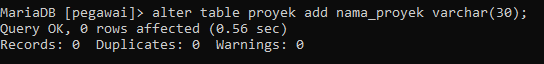 MariaDB [pegawai]> alter table proyek add nama_proyek varchar(30);
Query OK, 0 rows affected (0.56 sec)
Records: 0  Duplicates: 0  Warnings: 0